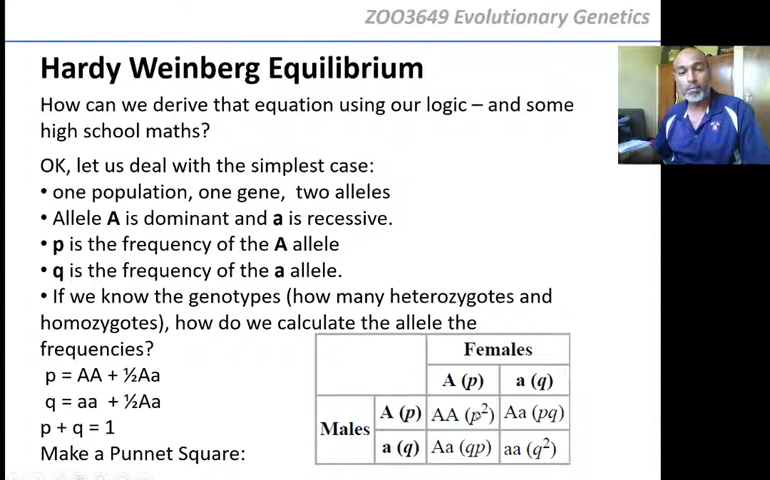 ZOO3649 Evolutionary Genetics
Hardy Weinberg Equilibrium
How can we derive that equation using our logic – and some
high school maths?
OK, let us deal with the simplest case:
• one population, one gene, two alleles
• Allele A is dominant and a is recessive.
• p is the frequency of the A allele
• q is the frequency of the a allele.
• If we know the genotypes (how many heterozygotes and
homozygotes), how do we calculate the allele the
frequencies?
p = AA + ½Aa
q = aa + ½Aa
p + q = 1
Make a Punnet Square:
Females
A (p) a (q)
Males
A (p) AA (p²) Aa (pq)
a (q) Aa (qp) aa (q²)